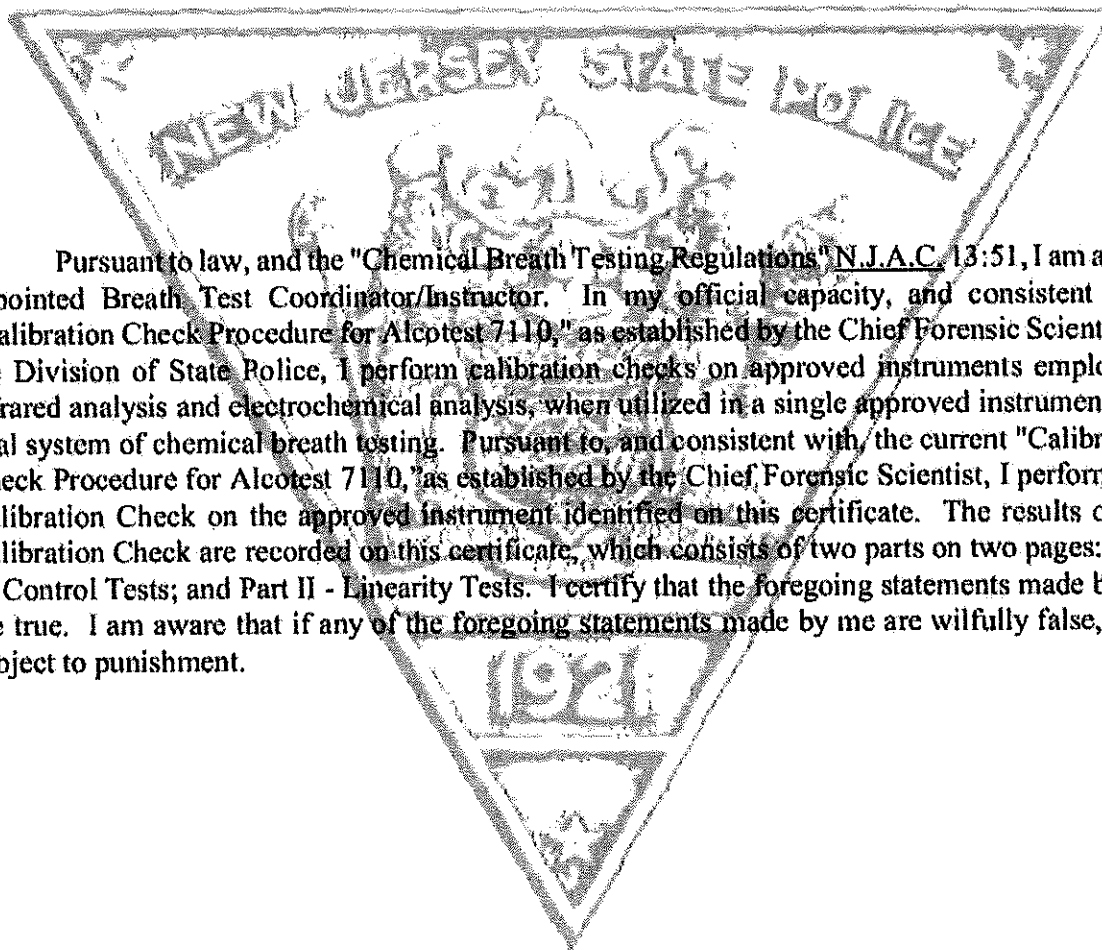 NEW JERSEY STATE POLICE
Pursuant to law, and the "Chemical Breath Testing Regulations" N.J.A.C. 13:51, I am a
pointed Breath Test Coordinator/Instructor. In my official capacity, and consistent
alibration Check Procedure for Alcotest 7110," as established by the Chief Forensic Scient
e Division of State Police, I perform calibration checks on approved instruments emplo
frared analysis and electrochemical analysis, when utilized in a single approved instrumen
al system of chemical breath testing. Pursuant to, and consistent with, the current "Calibr
eck Procedure for Alcotest 7110," as established by the Chief Forensic Scientist, I perform
alibration Check on the approved instrument identified on this certificate. The results o
alibration Check are recorded on this certificate, which consists of two parts on two pages:
Control Tests; and Part II - Linearity Tests. I certify that the foregoing statements made b
e true. I am aware that if any of the foregoing statements made by me are wilfully false,
bject to punishment.
1921